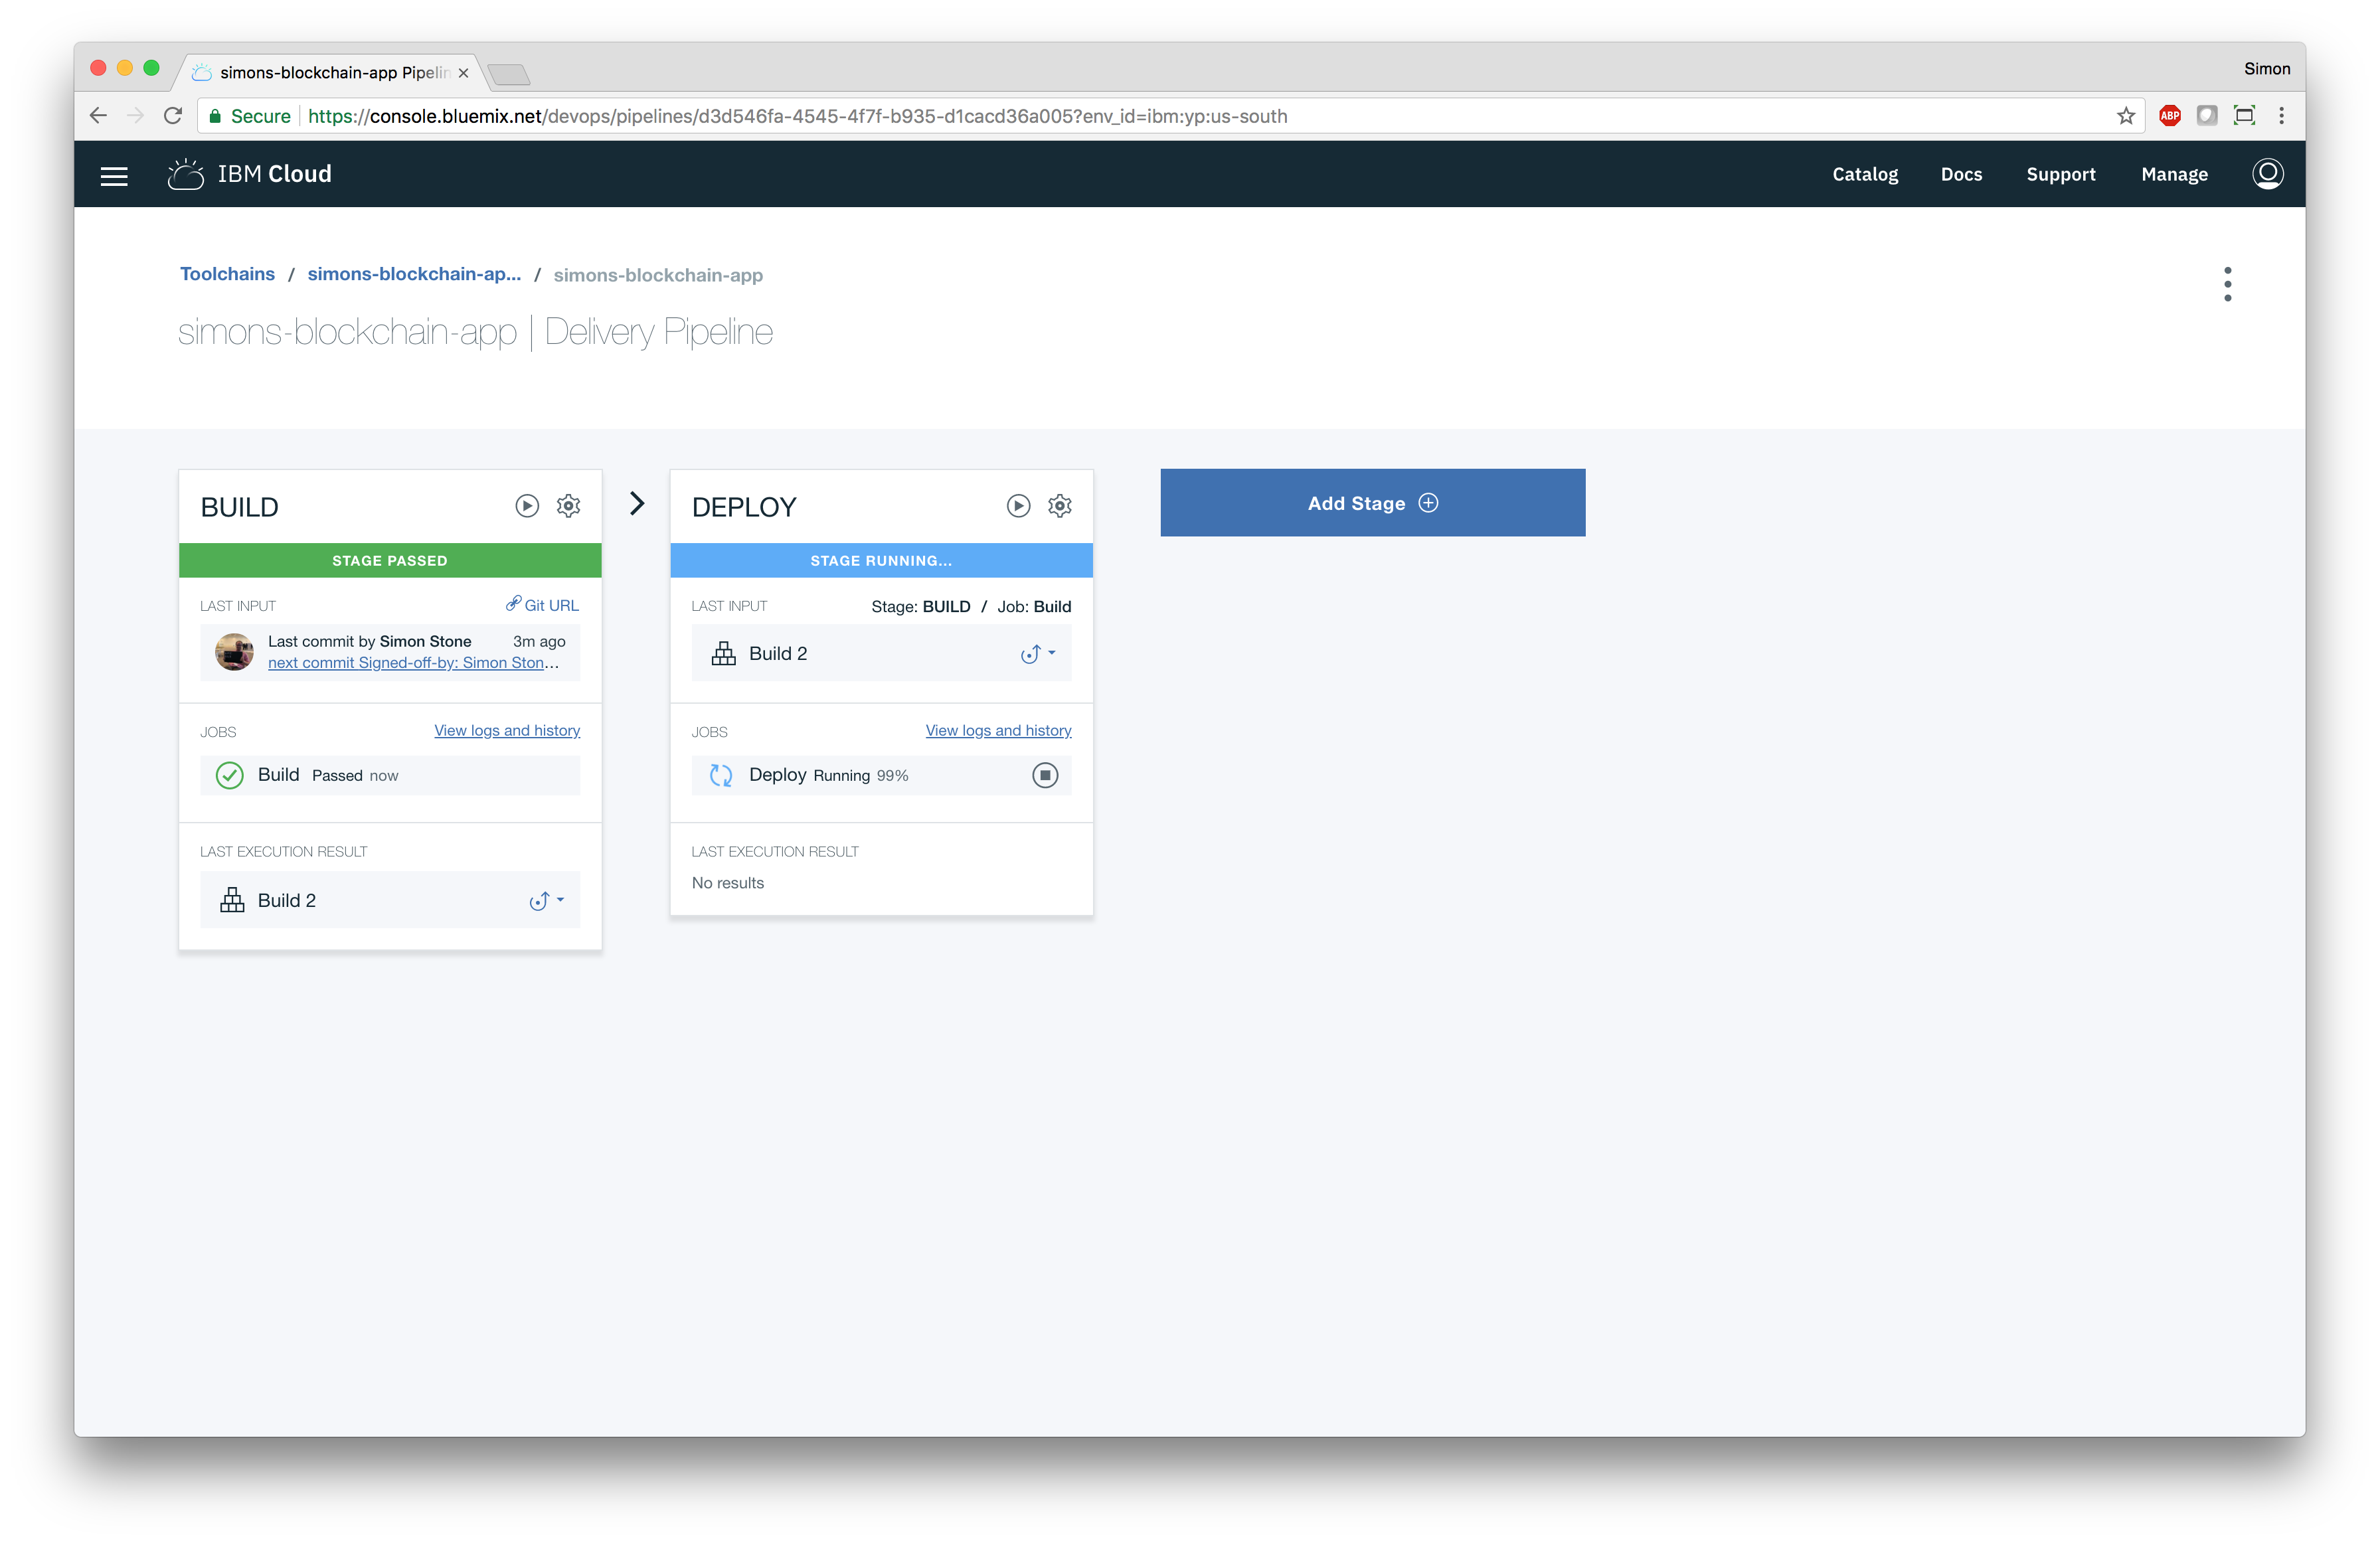 simons-blockchain-app Pipelin
Simon
Secure https://console.bluemix.net/devops/pipelines/d3d546fa-4545-4f7f-b935-d1cacd36a005?env_id=ibm:yp:us-south
ABP
IBM Cloud Catalog Docs Support Manage
Toolchains / simons-blockchain-ap... / simons-blockchain-app
simons-blockchain-app | Delivery Pipeline
BUILD
STAGE PASSED
LAST INPUT Git URL
Last commit by Simon Stone 3m ago
next commit Signed-off-by: Simon Ston...
JOBS View logs and history
Build Passed now
LAST EXECUTION RESULT
Build 2
DEPLOY
STAGE RUNNING...
LAST INPUT Stage: BUILD / Job: Build
Build 2
JOBS View logs and history
Deploy Running 99%
LAST EXECUTION RESULT
No results
Add Stage